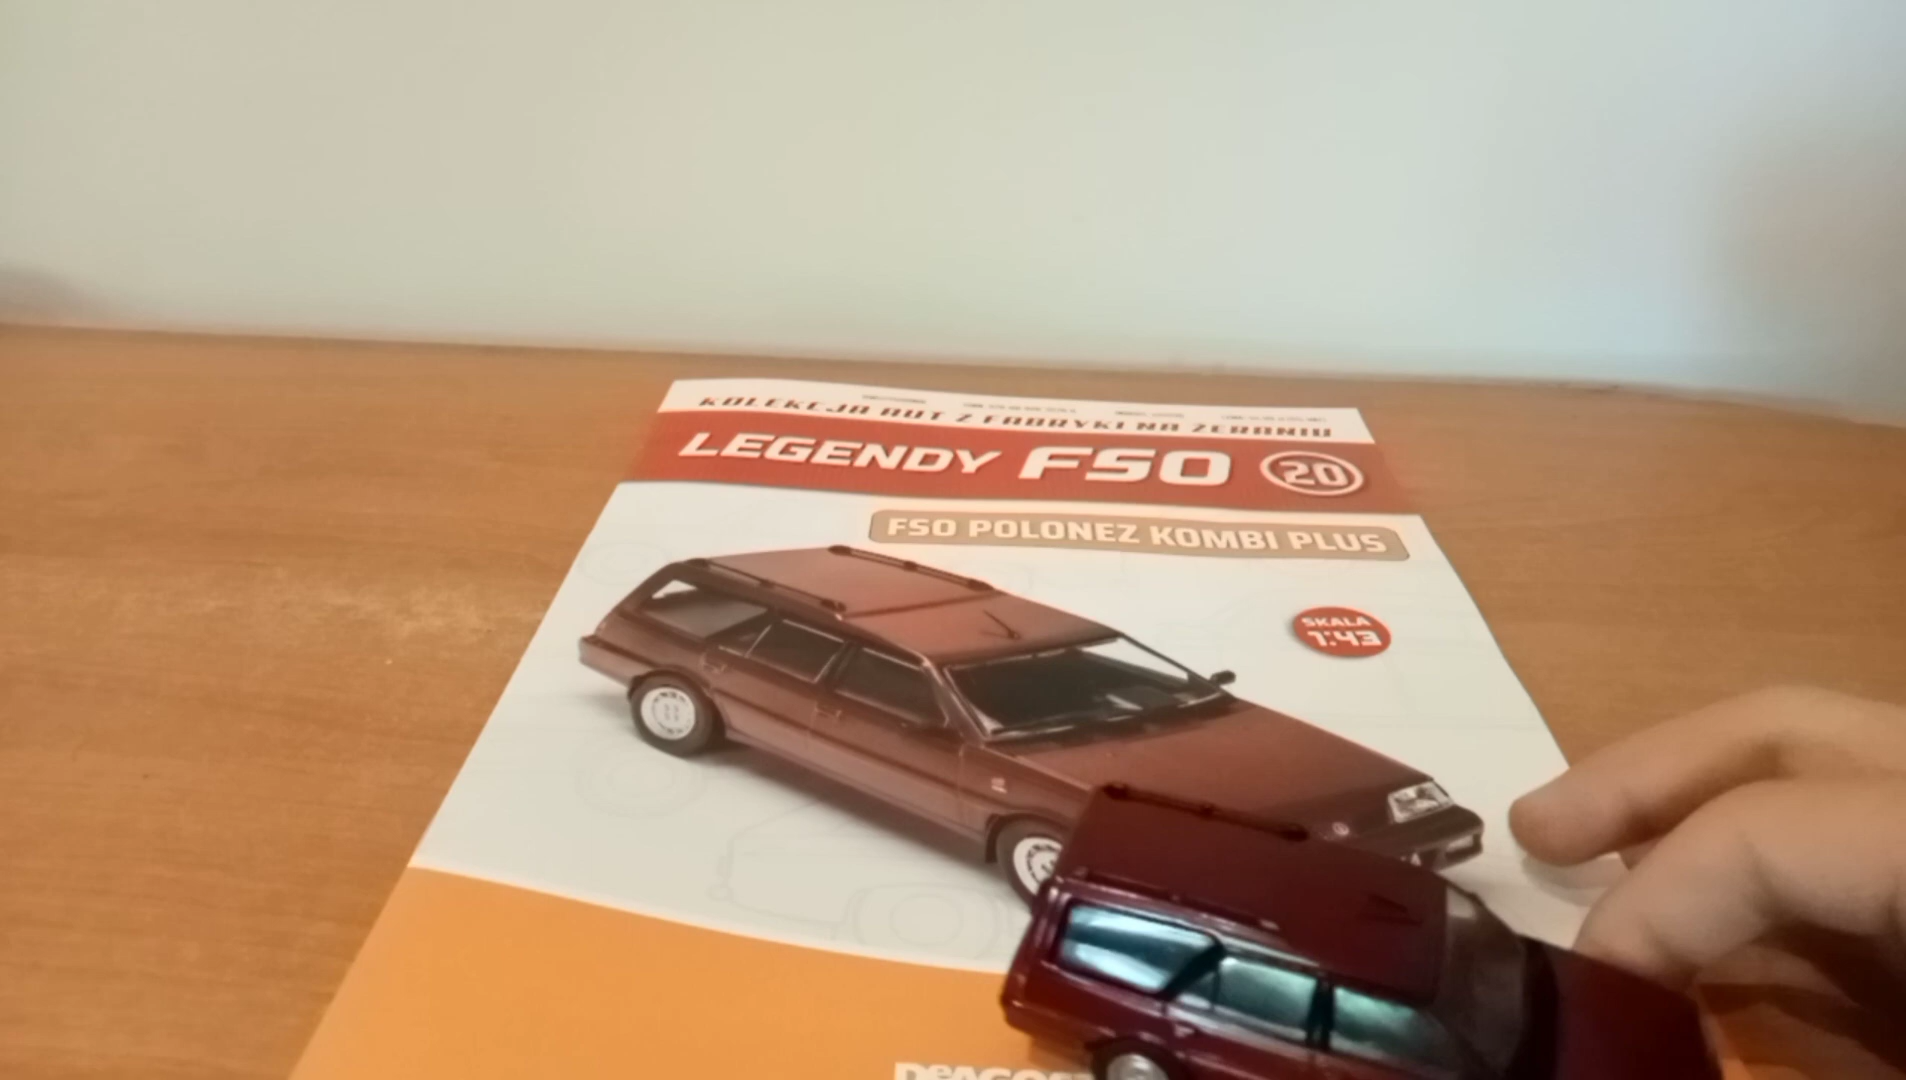 KOLEKCJA AUT Z FABRYKI NA ŻERANIU
LEGENDY FSO 20
FSO POLONEZ KOMBI PLUS
SKALA
1:43